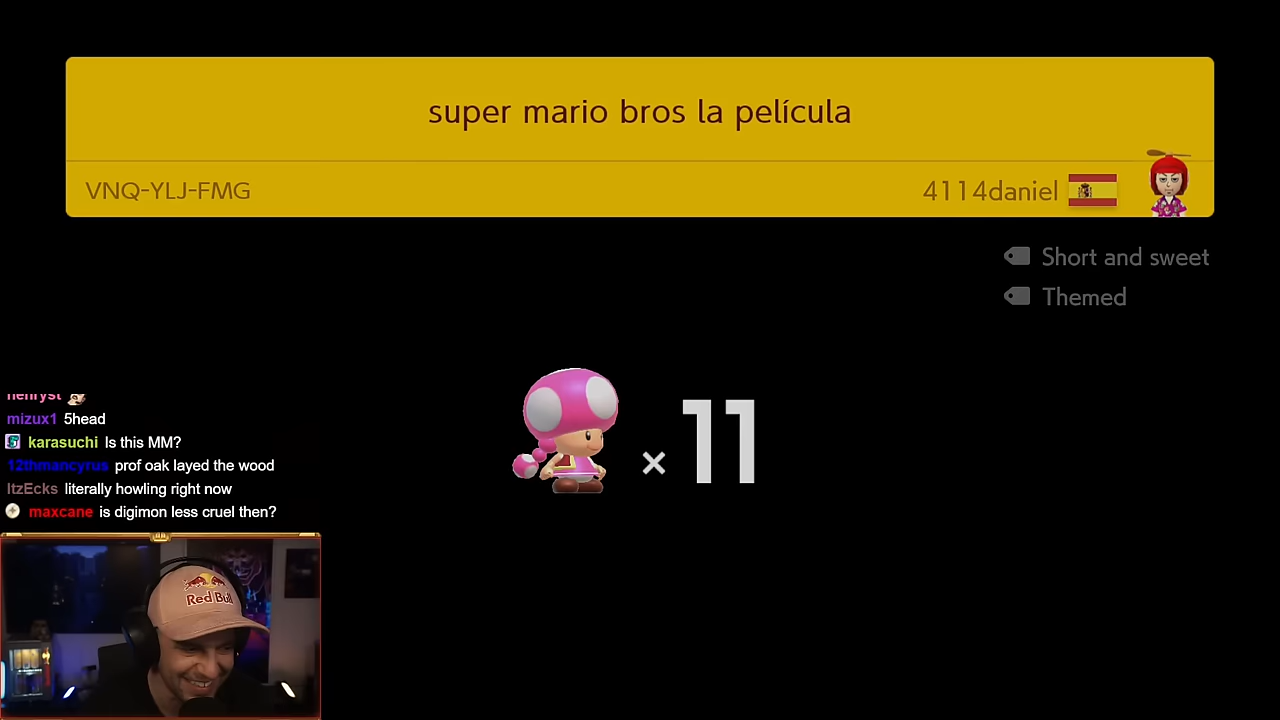 super mario bros la película
VNQ-YLJ-FMG
4114daniel
Short and sweet
Themed
× 11
henryst
mizux1 5head
karasuchi Is this MM?
12thmancyrus prof oak layed the wood
ItzEcks literally howling right now
maxcane is digimon less cruel then?
Red Bull